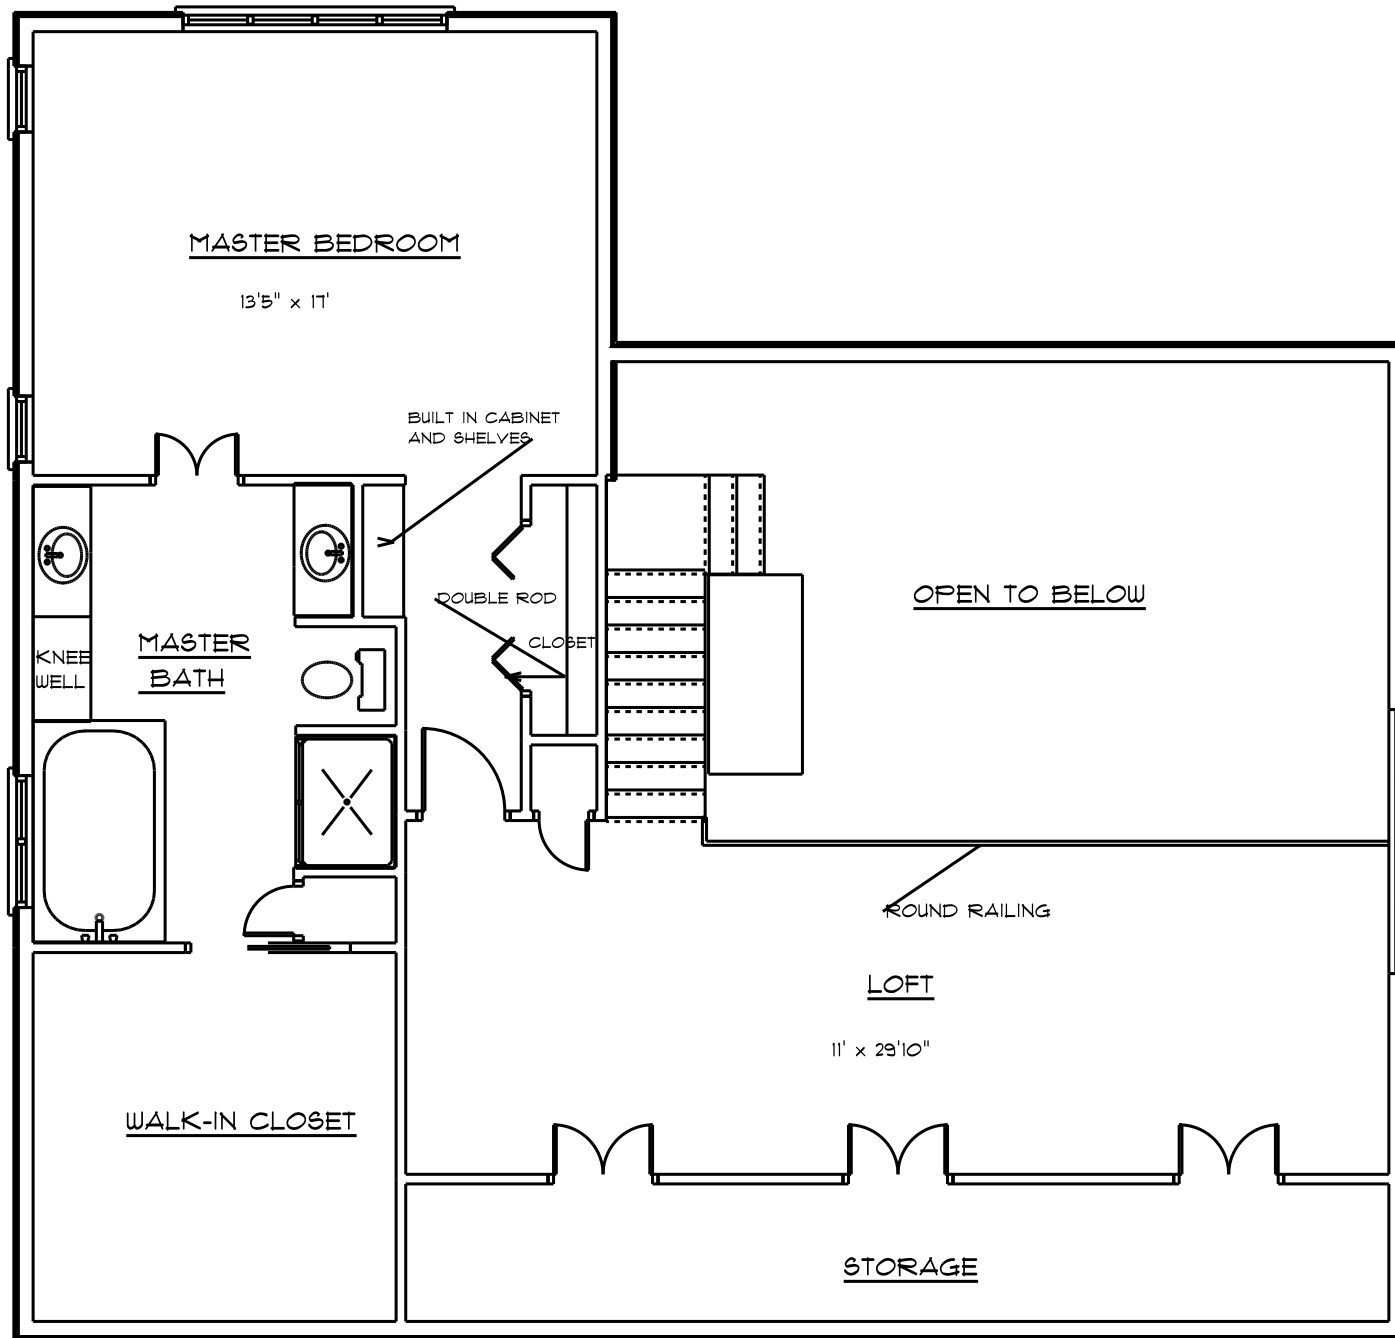 MASTER BEDROOM
13'5" x 17'
BUILT IN CABINET
AND SHELVES
OPEN TO BELOW
DOUBLE ROD
CLOSET
MASTER
BATH
KNEE
WELL
ROUND RAILING
LOFT
11' x 29'10"
WALK-IN CLOSET
STORAGE